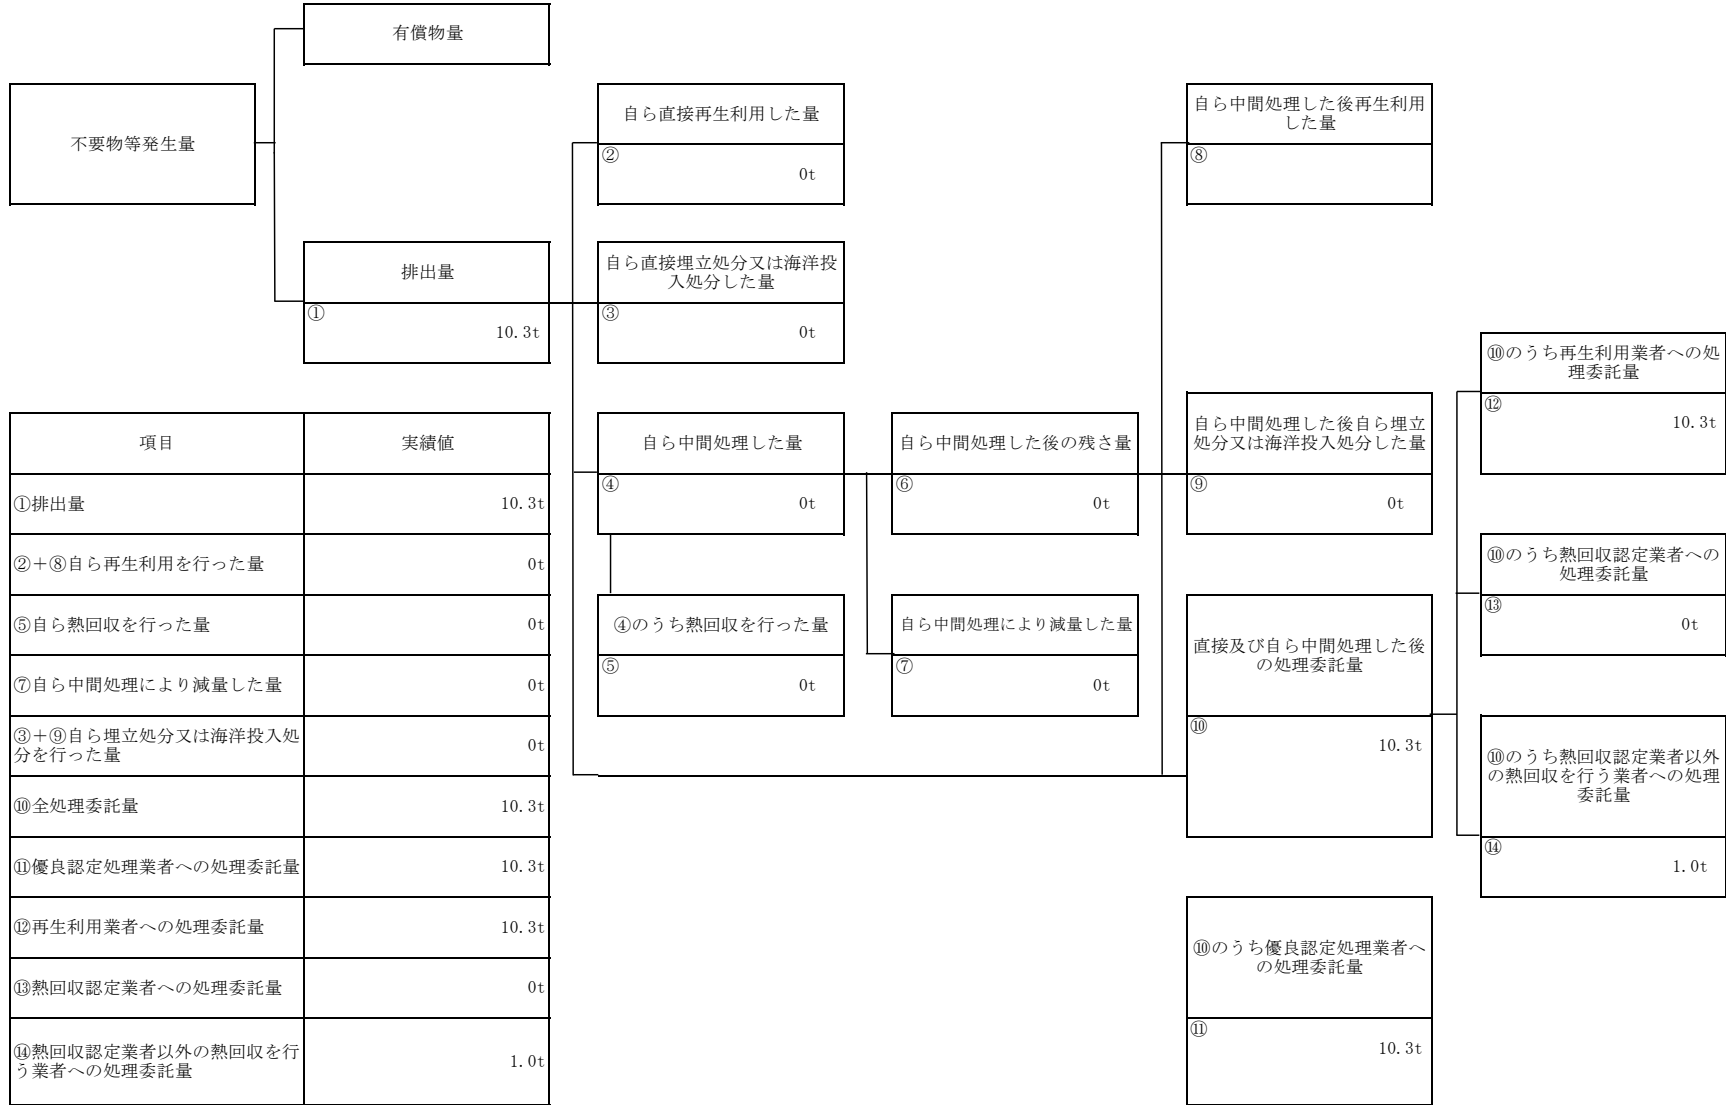 有償物量
不要物等発生量
自ら直接再生利用した量
②
0t
自ら中間処理した後再生利用
した量
⑧
排出量
①
10.3t
自ら直接埋立処分又は海洋投
入処分した量
③
0t
⑩のうち再生利用業者への処
理委託量
⑫
10.3t
自ら中間処理した量
④
0t
自ら中間処理した後の残さ量
⑥
0t
自ら中間処理した後自ら埋立
処分又は海洋投入処分した量
⑨
0t
⑩のうち熱回収認定業者への
処理委託量
⑬
0t
④のうち熱回収を行った量
⑤
0t
自ら中間処理により減量した量
⑦
0t
直接及び自ら中間処理した後
の処理委託量
⑩
10.3t
⑩のうち熱回収認定業者以外
の熱回収を行う業者への処理
委託量
⑭
1.0t
⑩のうち優良認定処理業者へ
の処理委託量
⑪
10.3t
項目 実績値
①排出量 10.3t
②+⑧自ら再生利用を行った量 0t
⑤自ら熱回収を行った量 0t
⑦自ら中間処理により減量した量 0t
③+⑨自ら埋立処分又は海洋投入処
分を行った量 0t
⑩全処理委託量 10.3t
⑪優良認定処理業者への処理委託量 10.3t
⑫再生利用業者への処理委託量 10.3t
⑬熱回収認定業者への処理委託量 0t
⑭熱回収認定業者以外の熱回収を行
う業者への処理委託量 1.0t